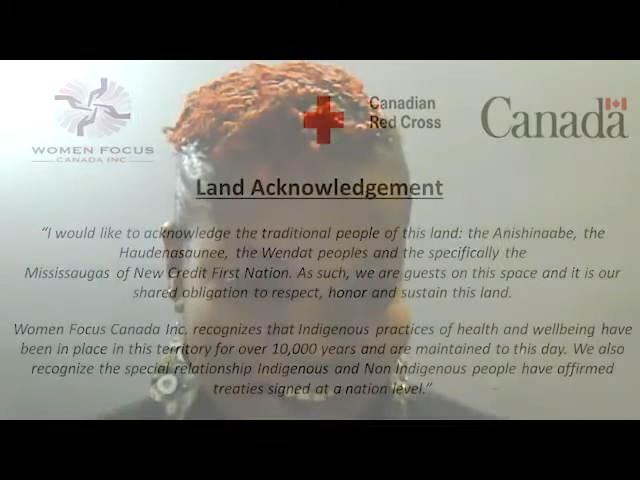 WOMEN FOCUS
CANADA INC
Canadian
Red Cross
Canada
Land Acknowledgement
“I would like to acknowledge the traditional people of this land: the Anishinaabe, the
Haudenasaunee, the Wendat peoples and the specifically the
Mississaugas of New Credit First Nation. As such, we are guests on this space and it is our
shared obligation to respect, honor and sustain this land.
Women Focus Canada Inc. recognizes that Indigenous practices of health and wellbeing have
been in place in this territory for over 10,000 years and are maintained to this day. We also
recognize the special relationship Indigenous and Non Indigenous people have affirmed
treaties signed at a nation level.”